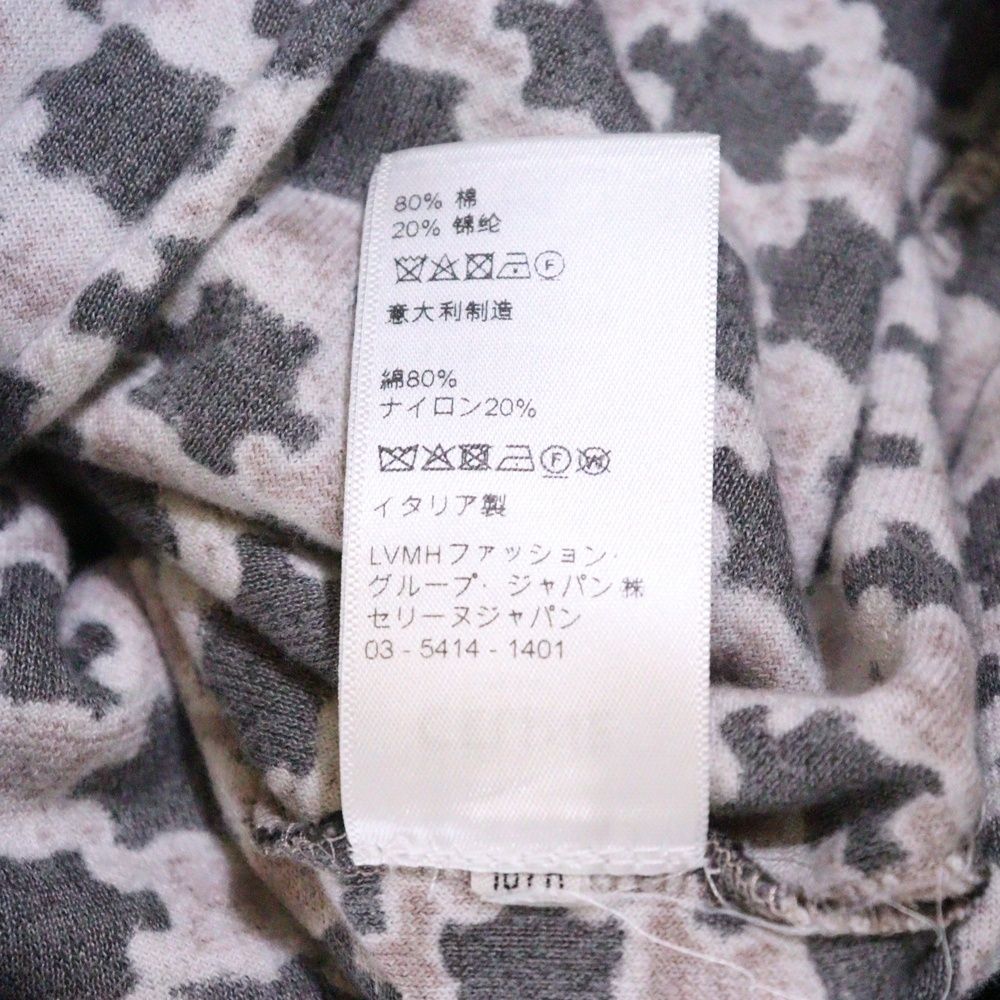 80% 棉
20% 锦纶
F
意大利制造
綿80%
ナイロン20%
F W
イタリア製
LVMHファッション・
グループ・ジャパン㈱
セリーヌジャパン
03 - 5414 - 1401